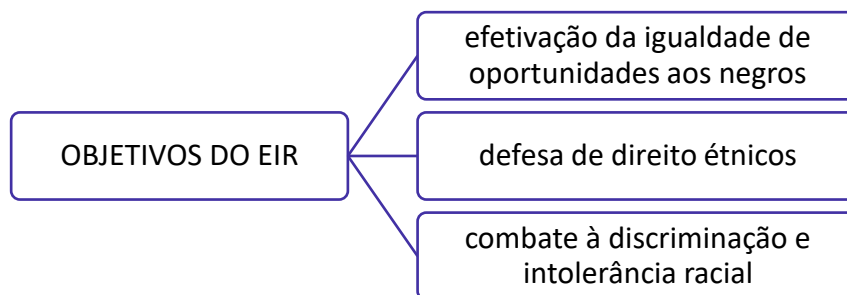 efetivação da igualdade de
oportunidades aos negros
OBJETIVOS DO EIR
defesa de direito étnicos
combate à discriminação e
intolerância racial